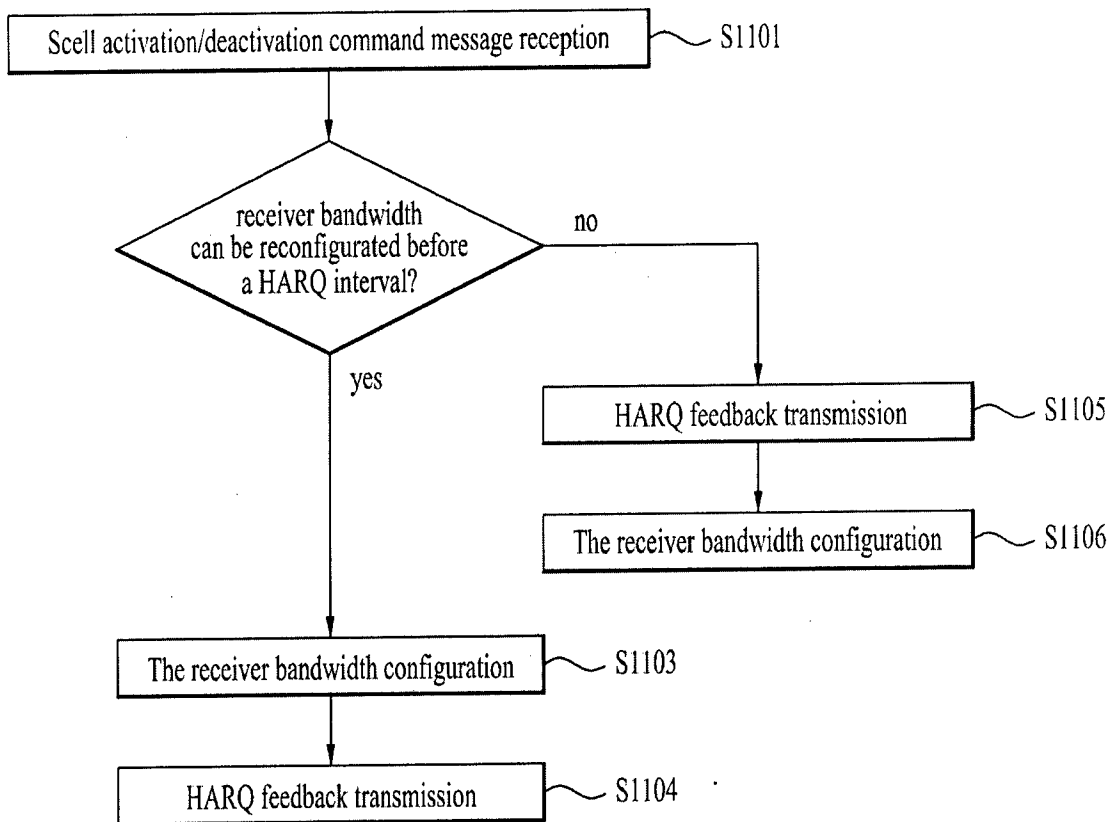 Scell activation/deactivation command message reception
S1101
receiver bandwidth
can be reconfigurated before
a HARQ interval?
no
yes
HARQ feedback transmission
S1105
The receiver bandwidth configuration
S1106
The receiver bandwidth configuration
S1103
HARQ feedback transmission
S1104